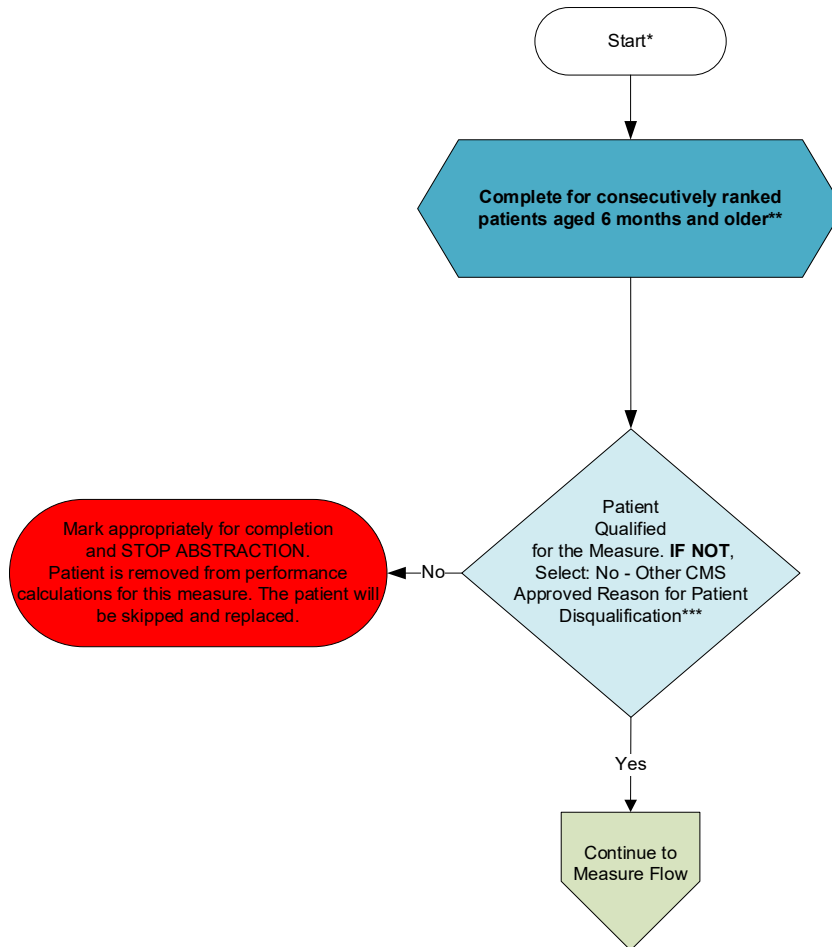 Start*
Complete for consecutively ranked
patients aged 6 months and older**
Patient
Qualified
for the Measure. IF NOT,
Select: No - Other CMS
Approved Reason for Patient
Disqualification***
No
Mark appropriately for completion
and STOP ABSTRACTION.
Patient is removed from performance
calculations for this measure. The patient will
be skipped and replaced.
Yes
Continue to
Measure Flow